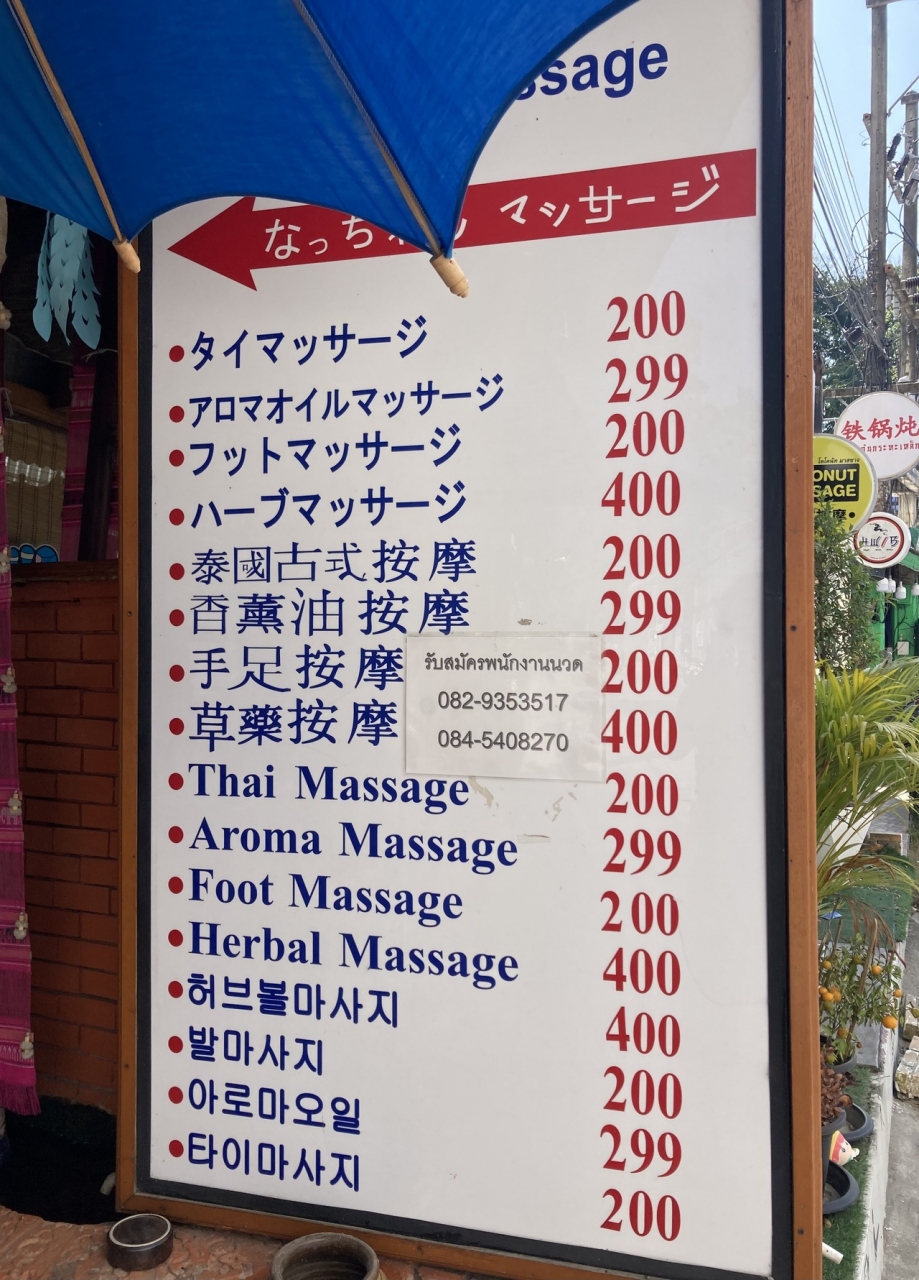 なっち マッサージ
•タイマッサージ 200
•アロマオイルマッサージ 299
•フットマッサージ 200
•ハーブマッサージ 400
•泰國古式按摩 200
•香薰油按摩 299
•手足按摩 200
•草藥按摩 400
รับสมัครพนักงานนวด
082-9353517
084-5408270
•Thai Massage 200
•Aroma Massage 299
•Foot Massage 200
•Herbal Massage 400
•허브볼마사지 400
•발마사지 200
•아로마오일 299
•타이마사지 200
铁锅炖